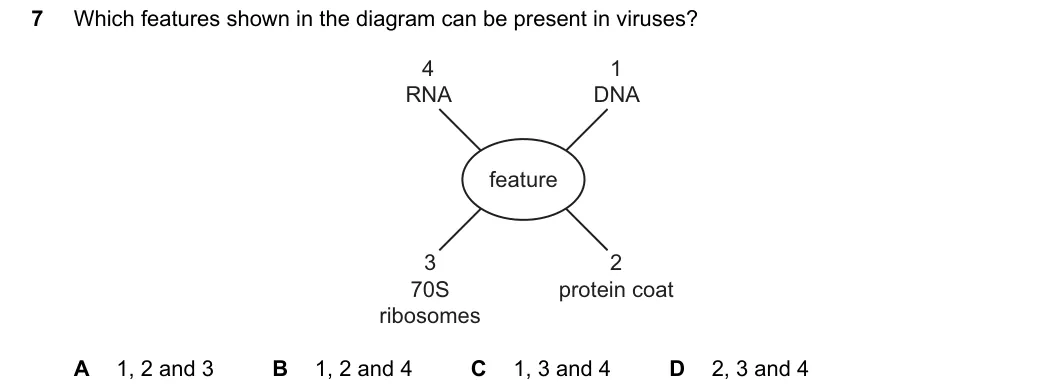 7 Which features shown in the diagram can be present in viruses?
4 1
RNA DNA
feature
3 2
70S protein coat
ribosomes
A 1, 2 and 3 B 1, 2 and 4 C 1, 3 and 4 D 2, 3 and 4